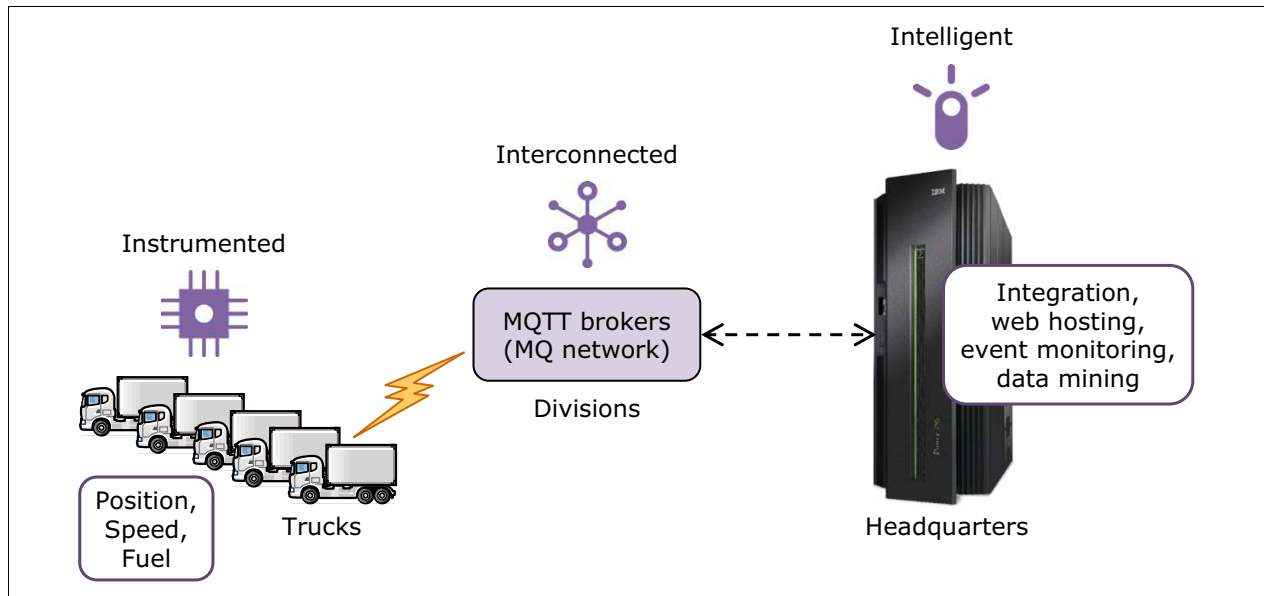 Intelligent
Interconnected
Instrumented
IBM
MQTT brokers
(MQ network)
Integration,
web hosting,
event monitoring,
data mining
Divisions
Position,
Speed,
Fuel
Trucks
Headquarters